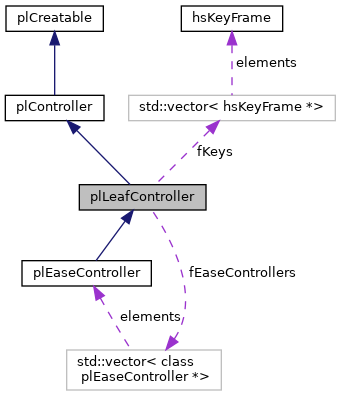 plCreatable
hsKeyFrame
elements
plController
std::vector< hsKeyFrame *>
fKeys
plLeafController
plEaseController
fEaseControllers
elements
std::vector< class
plEaseController *>